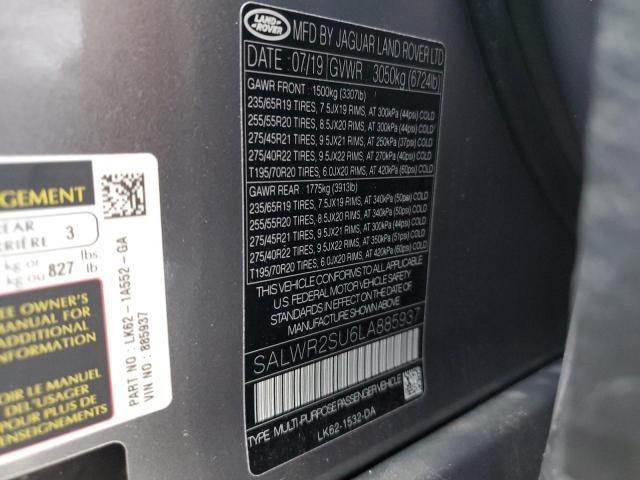 LAND ROVER
MFD BY JAGUAR LAND ROVER LTD
DATE : 07/19 GVWR : 3050kg (6724lb)
GAWR FRONT : 1500kg (3307lb)
235/65R19 TIRES, 7.5JX19 RIMS, AT 300kPa (44psi) COLD
255/55R20 TIRES, 8.5JX20 RIMS, AT 300kPa (44psi) COLD
275/45R21 TIRES, 9.5JX21 RIMS, AT 250kPa (37psi) COLD
275/40R22 TIRES, 9.5JX22 RIMS, AT 270kPa (40psi) COLD
T195/70R20 TIRES, 6.0JX20 RIMS, AT 420kPa (60psi) COLD
GAWR REAR : 1775kg (3913lb)
235/65R19 TIRES, 7.5JX19 RIMS, AT 340kPa (50psi) COLD
255/55R20 TIRES, 8.5JX20 RIMS, AT 340kPa (50psi) COLD
275/45R21 TIRES, 9.5JX21 RIMS, AT 300kPa (44psi) COLD
275/40R22 TIRES, 9.5JX22 RIMS, AT 350kPa (51psi) COLD
T195/70R20 TIRES, 6.0JX20 RIMS, AT 420kPa (60psi) COLD
THIS VEHICLE CONFORMS TO ALL APPLICABLE
U.S. FEDERAL MOTOR VEHICLE SAFETY
STANDARDS IN EFFECT ON THE DATE OF
MANUFACTURE SHOWN ABOVE.
SALWR2SU6LA885937
TYPE : MULTI-PURPOSE PASSENGER VEHICLE
LK62-1532-DA
REAR
3
kg or lbs
kg ou 827 lb
OWNER'S
MANUAL FOR
ADDITIONAL
INFORMATION
VOIR LE MANUEL
DE L'USAGER
POUR PLUS DE
RENSEIGNEMENTS
PART NO : LK62 - 1A552 - GA
VIN NO : 885937